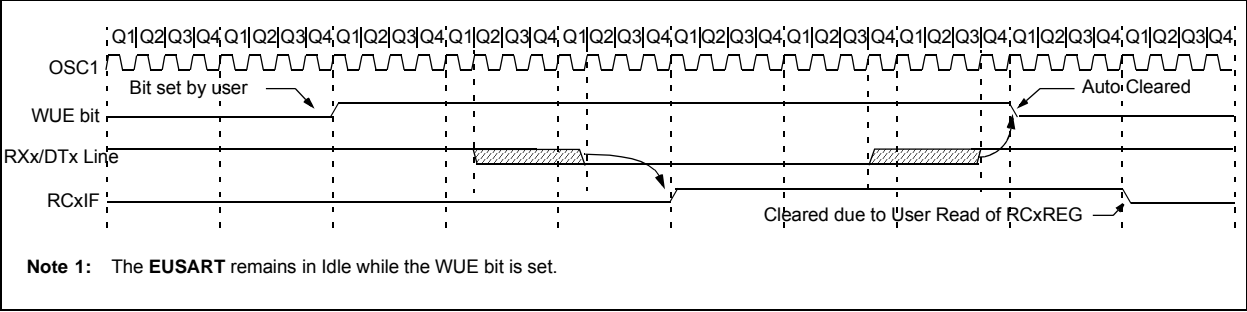 Q1 Q2 Q3 Q4 Q1 Q2 Q3 Q4 Q1 Q2 Q3 Q4 Q1 Q2 Q3 Q4 Q1 Q2 Q3 Q4 Q1 Q2 Q3 Q4 Q1 Q2 Q3 Q4 Q1 Q2 Q3 Q4 Q1 Q2 Q3 Q4 Q1 Q2 Q3 Q4
OSC1
Bit set by user
Auto Cleared
WUE bit
RXx/DTx Line
RCxIF
Cleared due to User Read of RCxREG
Note 1: The EUSART remains in Idle while the WUE bit is set.